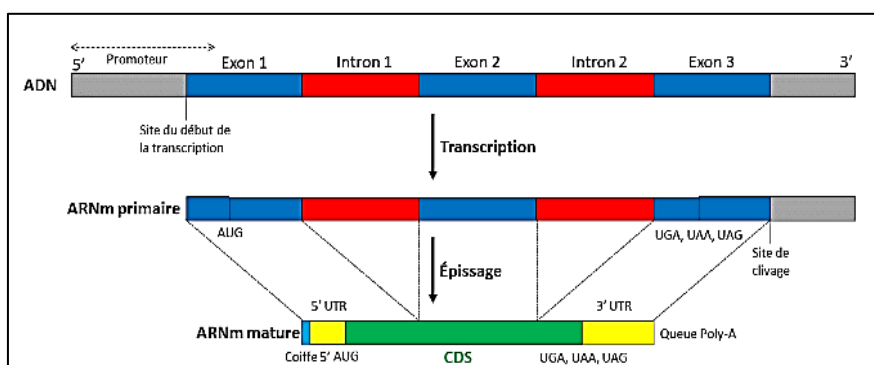 Promoteur
5’ Exon 1 Intron 1 Exon 2 Intron 2 Exon 3 3’
ADN
Site du début de
la transcription
Transcription
ARNm primaire
AUG
UGA, UAA, UAG
Site de
clivage
Épissage
5’ UTR 3’ UTR
ARNm mature
Queue Poly-A
Coiffe 5’ AUG CDS UGA, UAA, UAG